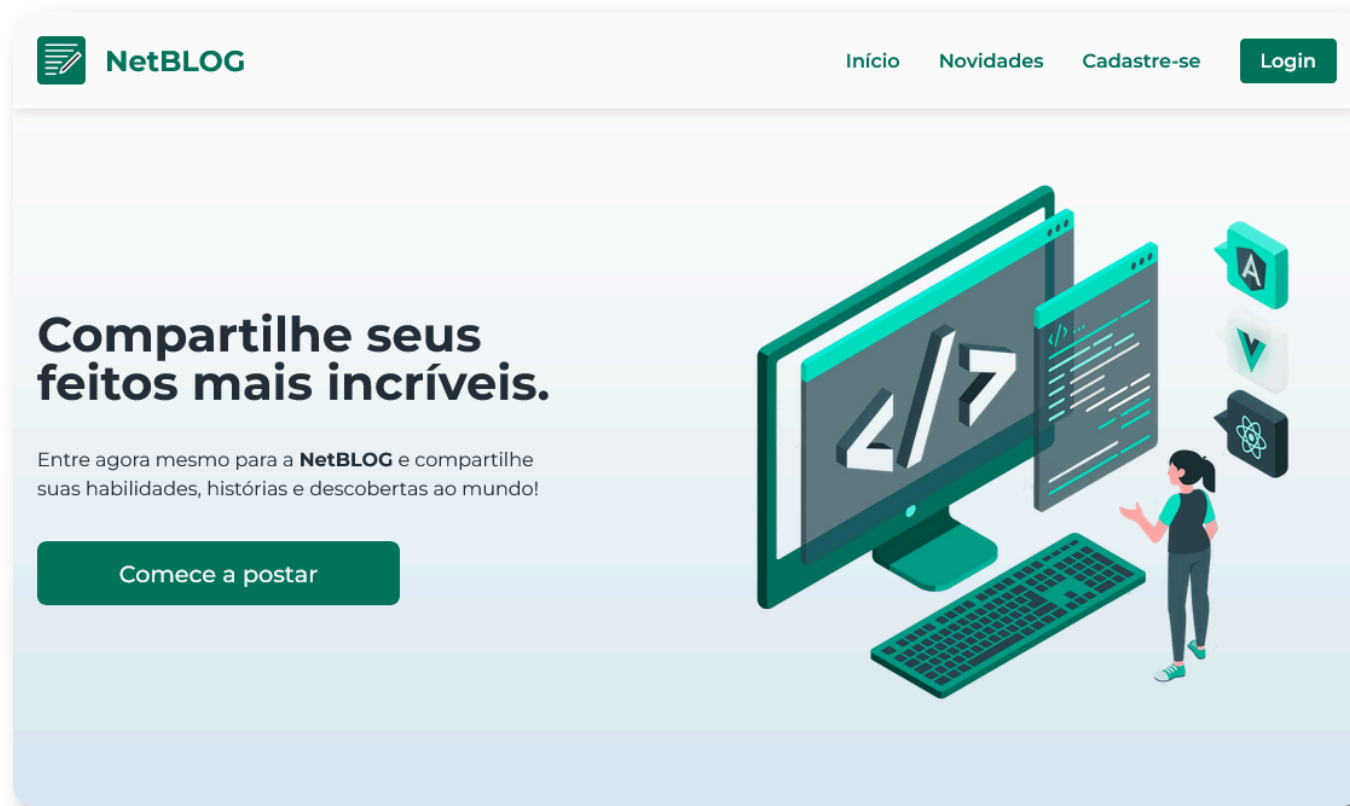 NetBLOG
Início
Novidades
Cadastre-se
Login
Compartilhe seus
feitos mais incríveis.
Entre agora mesmo para a NetBLOG e compartilhe
suas habilidades, histórias e descobertas ao mundo!
Comece a postar
<//>
</> ...
A